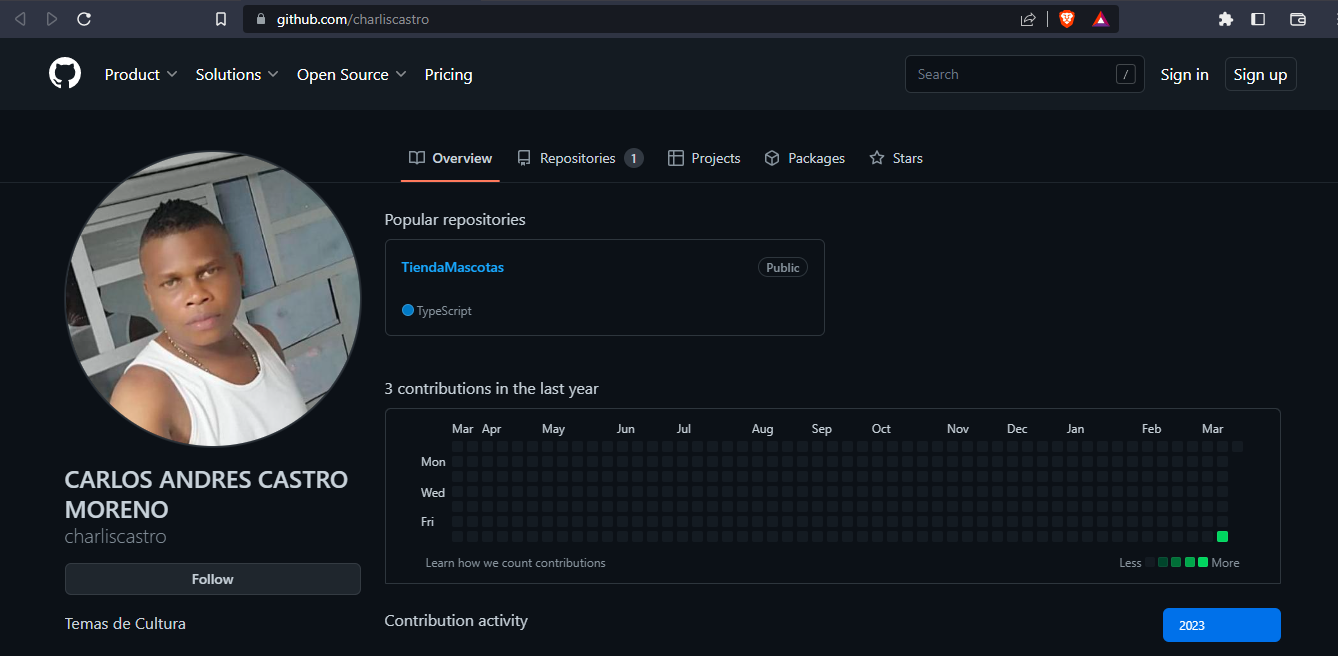 github.com/charliscastro
Product Solutions Open Source Pricing
Search /
Sign in
Sign up
Overview Repositories 1 Projects Packages Stars
Popular repositories
TiendaMascotas Public
TypeScript
3 contributions in the last year
Mar Apr May Jun Jul Aug Sep Oct Nov Dec Jan Feb Mar
Mon
Wed
Fri
Learn how we count contributions
Less More
CARLOS ANDRES CASTRO
MORENO
charliscastro
Follow
Temas de Cultura
Contribution activity
2023